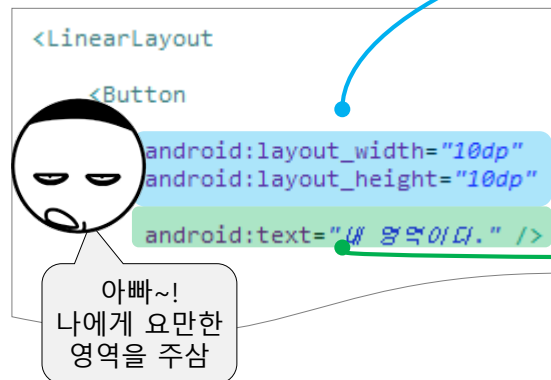 <LinearLayout
<Button
android:layout_width="10dp"
android:layout_height="10dp"
android:text="내 영역이다." />
아빠~!
나에게 요만한
영역을 주삼